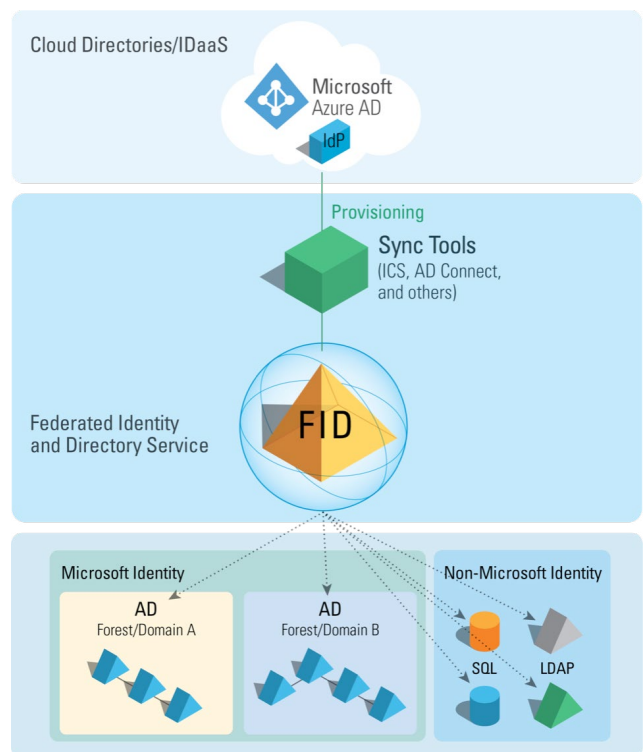 Cloud Directories/IDaaS
Microsoft
Azure AD
IdP
Provisioning
Sync Tools
(ICS, AD Connect,
and others)
FID
Federated Identity
and Directory Service
Microsoft Identity
AD
Forest/Domain A
AD
Forest/Domain B
Non-Microsoft Identity
SQL
LDAP